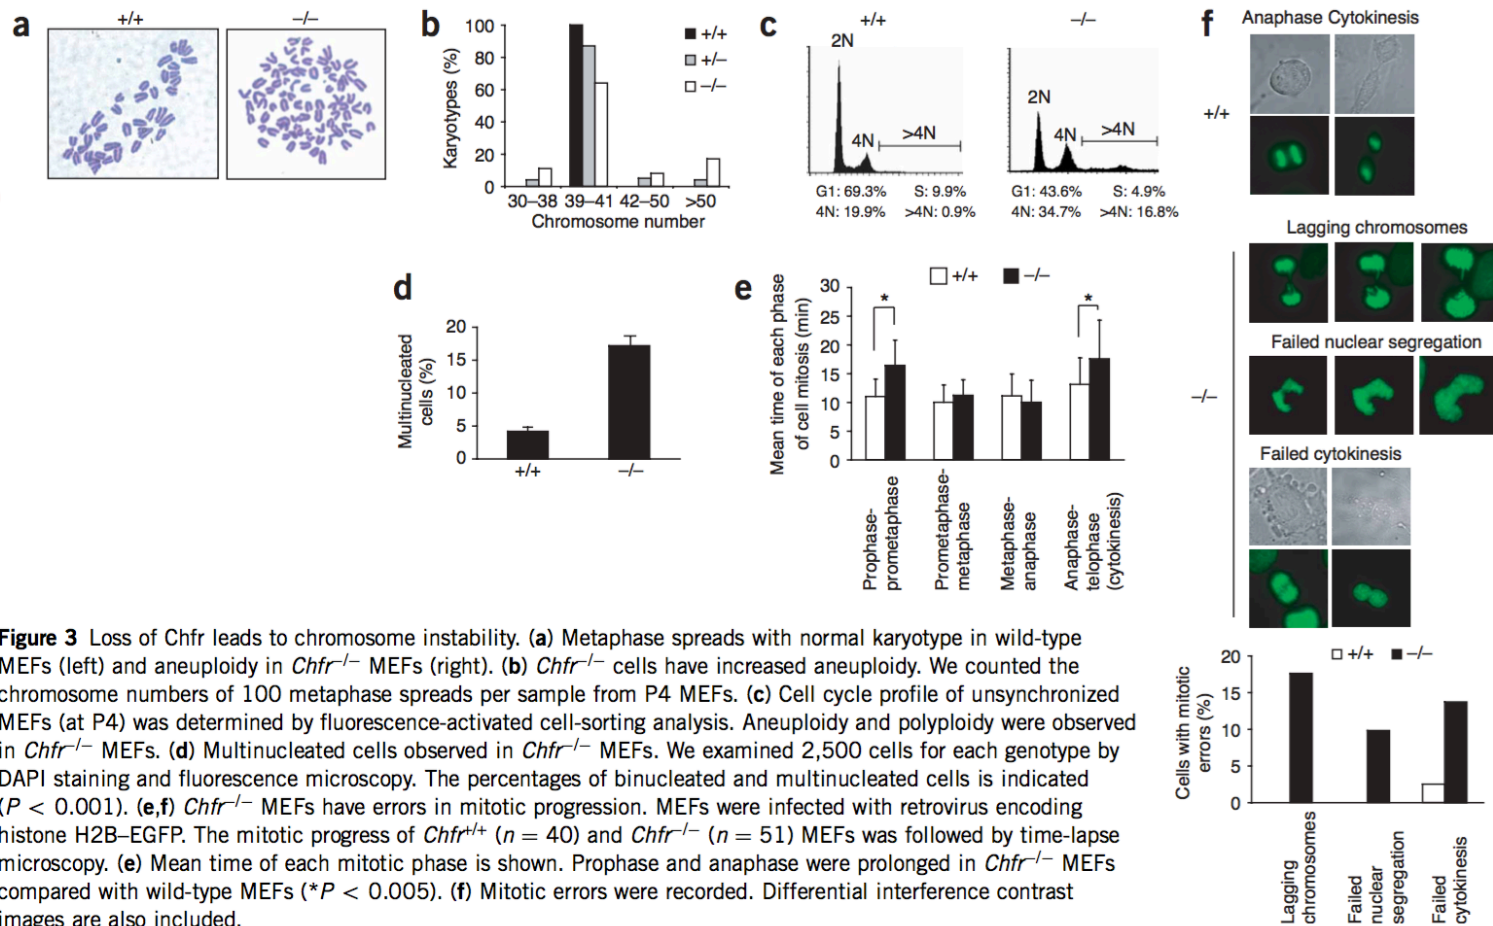 a
+/+
–/–
b
100
80
60
40
20
0
Karyotypes (%)
+/+
+/–
–/–
30–38 39–41 42–50 >50
Chromosome number
c
+/+
2N
4N
>4N
G1: 69.3% S: 9.9%
4N: 19.9% >4N: 0.9%
–/–
2N
4N
>4N
G1: 43.6% S: 4.9%
4N: 34.7% >4N: 16.8%
d
Multinucleated
cells (%)
20
15
10
5
0
+/+
–/–
e
+/+
–/–
Mean time of each phase
of cell mitosis (min)
30
25
20
15
10
5
0
*
*
Prophase-
prometaphase
Prometaphase-
metaphase
Metaphase-
anaphase
Anaphase-
telophase
(cytokinesis)
f
Anaphase Cytokinesis
+/+
Lagging chromosomes
Failed nuclear segregation
–/–
Failed cytokinesis
+/+
–/–
Cells with mitotic
errors (%)
20
15
10
5
0
Lagging
chromosomes
Failed
nuclear
segregation
Failed
cytokinesis
Figure 3 Loss of Chfr leads to chromosome instability. (a) Metaphase spreads with normal karyotype in wild-type
MEFs (left) and aneuploidy in Chfr–/– MEFs (right). (b) Chfr–/– cells have increased aneuploidy. We counted the
chromosome numbers of 100 metaphase spreads per sample from P4 MEFs. (c) Cell cycle profile of unsynchronized
MEFs (at P4) was determined by fluorescence-activated cell-sorting analysis. Aneuploidy and polyploidy were observed
in Chfr–/– MEFs. (d) Multinucleated cells observed in Chfr–/– MEFs. We examined 2,500 cells for each genotype by
DAPI staining and fluorescence microscopy. The percentages of binucleated and multinucleated cells is indicated
(P < 0.001). (e,f) Chfr–/– MEFs have errors in mitotic progression. MEFs were infected with retrovirus encoding
histone H2B–EGFP. The mitotic progress of Chfr+/+ (n = 40) and Chfr–/– (n = 51) MEFs was followed by time-lapse
microscopy. (e) Mean time of each mitotic phase is shown. Prophase and anaphase were prolonged in Chfr–/– MEFs
compared with wild-type MEFs (*P < 0.005). (f) Mitotic errors were recorded. Differential interference contrast
images are also included.